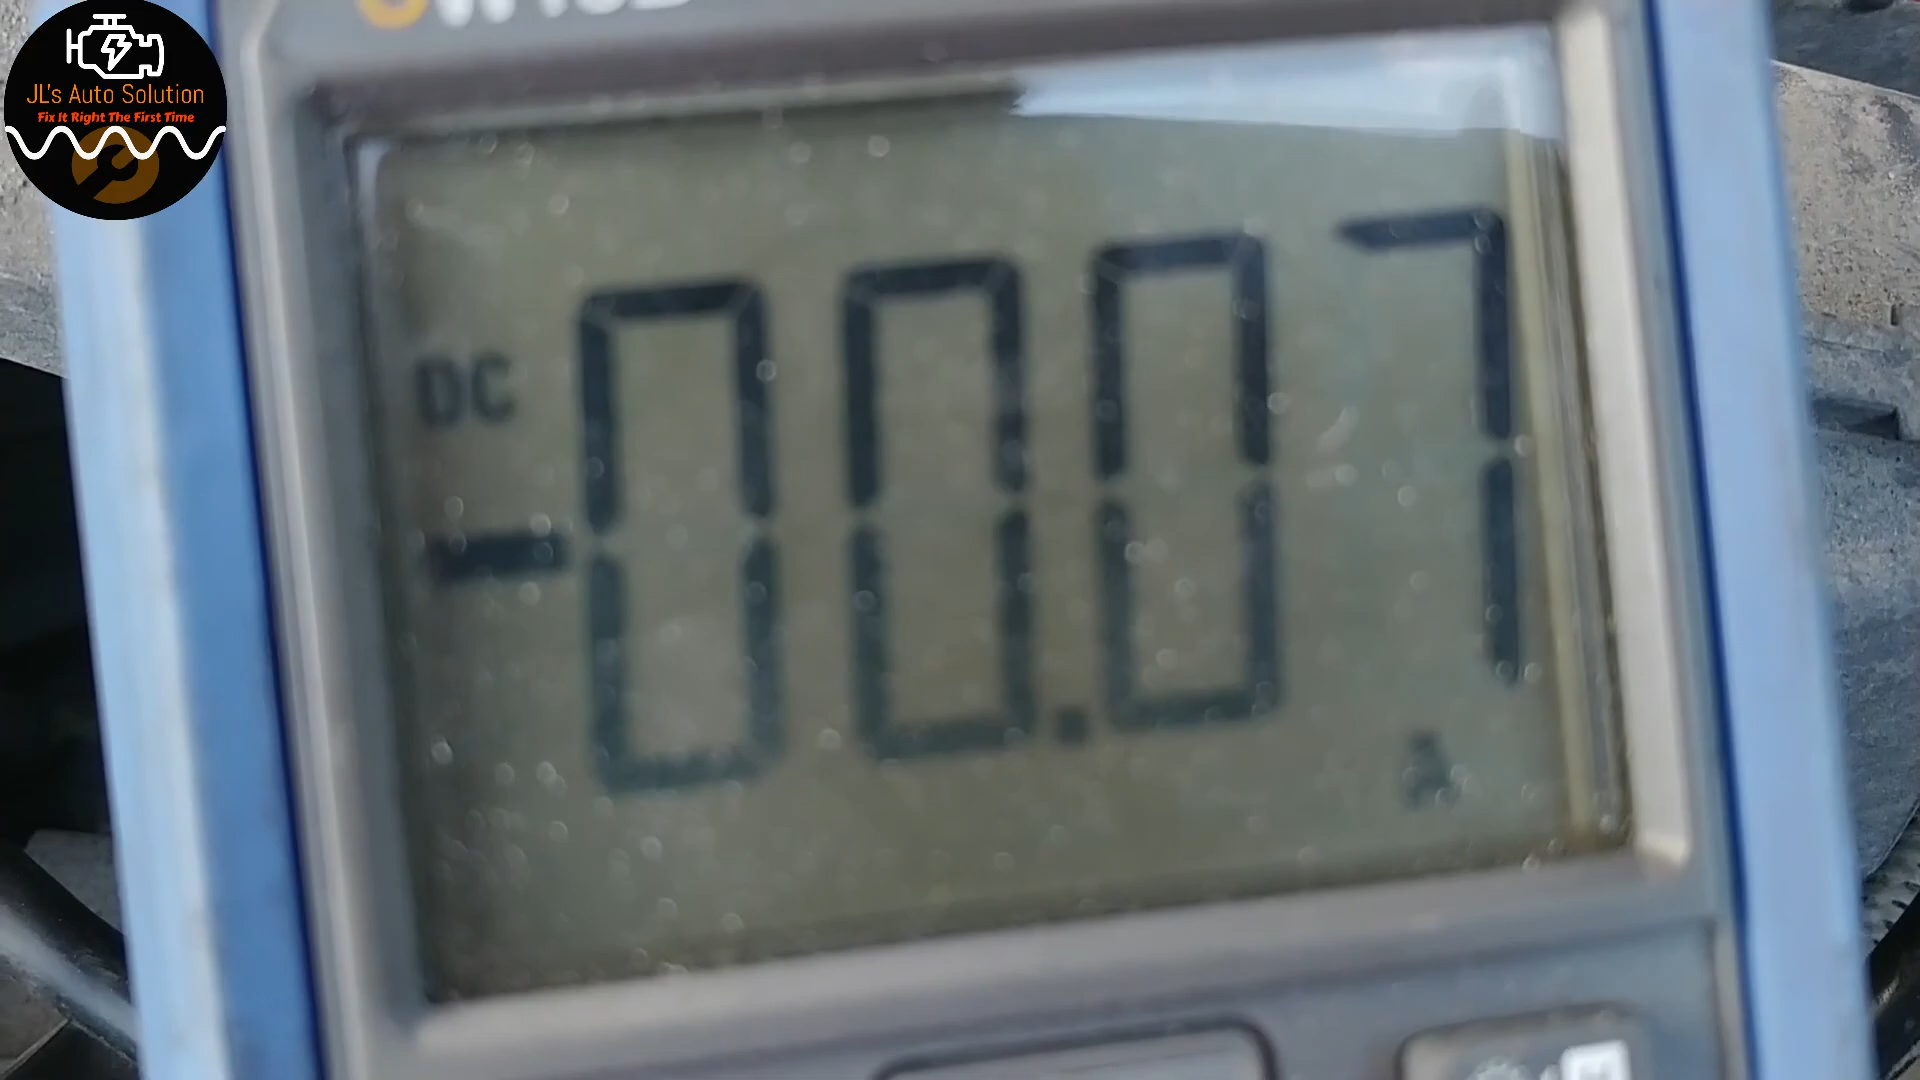 JL's Auto Solution
Fix It Right The First Time
DC
-00.07
A